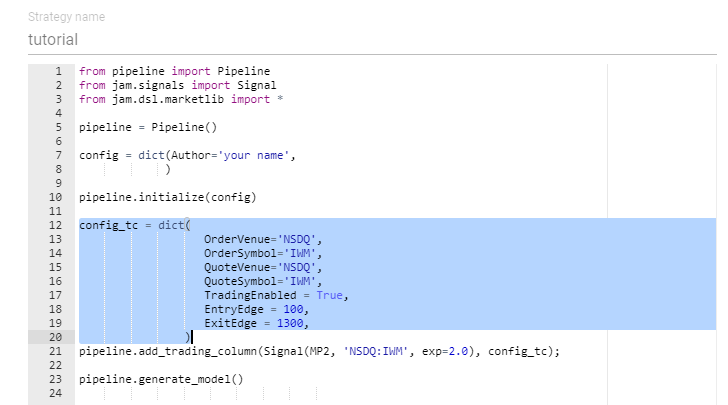 Strategy name
tutorial
1 from pipeline import Pipeline
2 from jam.signals import Signal
3 from jam.dsl.marketlib import *
4
5 pipeline = Pipeline()
6
7 config = dict(Author='your name',
8 )
9
10 pipeline.initialize(config)
11
12 config_tc = dict(
13 OrderVenue='NSDQ',
14 OrderSymbol='IWM',
15 QuoteVenue='NSDQ',
16 QuoteSymbol='IWM',
17 TradingEnabled = True,
18 EntryEdge = 100,
19 ExitEdge = 1300,
20 )
21 pipeline.add_trading_column(Signal(MP2, 'NSDQ:IWM', exp=2.0), config_tc);
22
23 pipeline.generate_model()
24